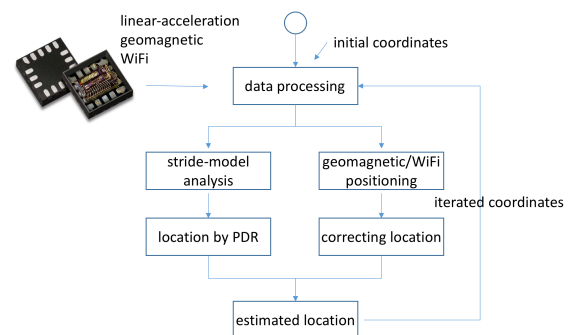 linear-acceleration
geomagnetic
WiFi
initial coordinates
data processing
stride-model
analysis
geomagnetic/WiFi
positioning
iterated coordinates
location by PDR
correcting location
estimated location